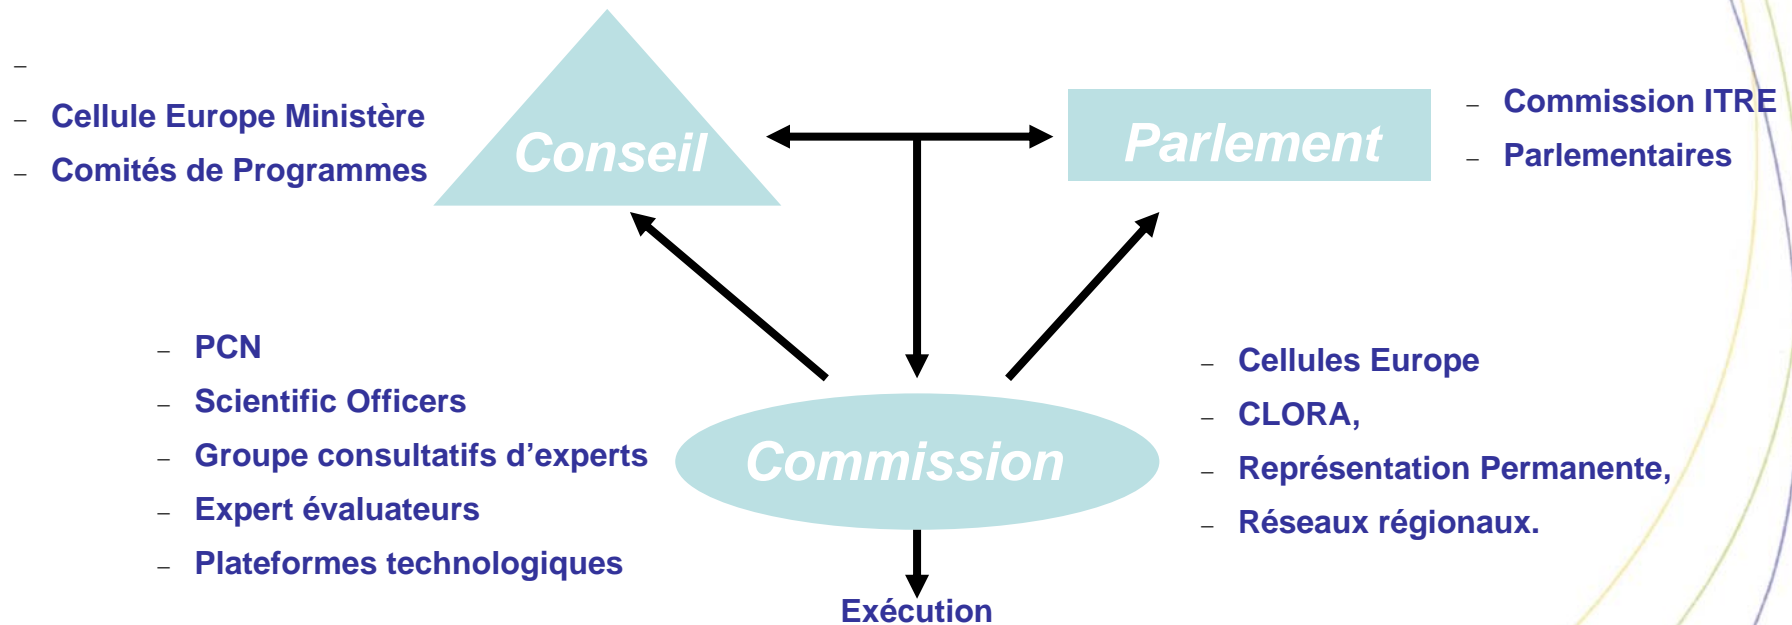 –
– Cellule Europe Ministère
– Comités de Programmes
Conseil
Parlement
– Commission ITRE
– Parlementaires
– PCN
– Scientific Officers
– Groupe consultatifs d’experts
– Expert évaluateurs
– Plateformes technologiques
Commission
– Cellules Europe
– CLORA,
– Représentation Permanente,
– Réseaux régionaux.
Exécution